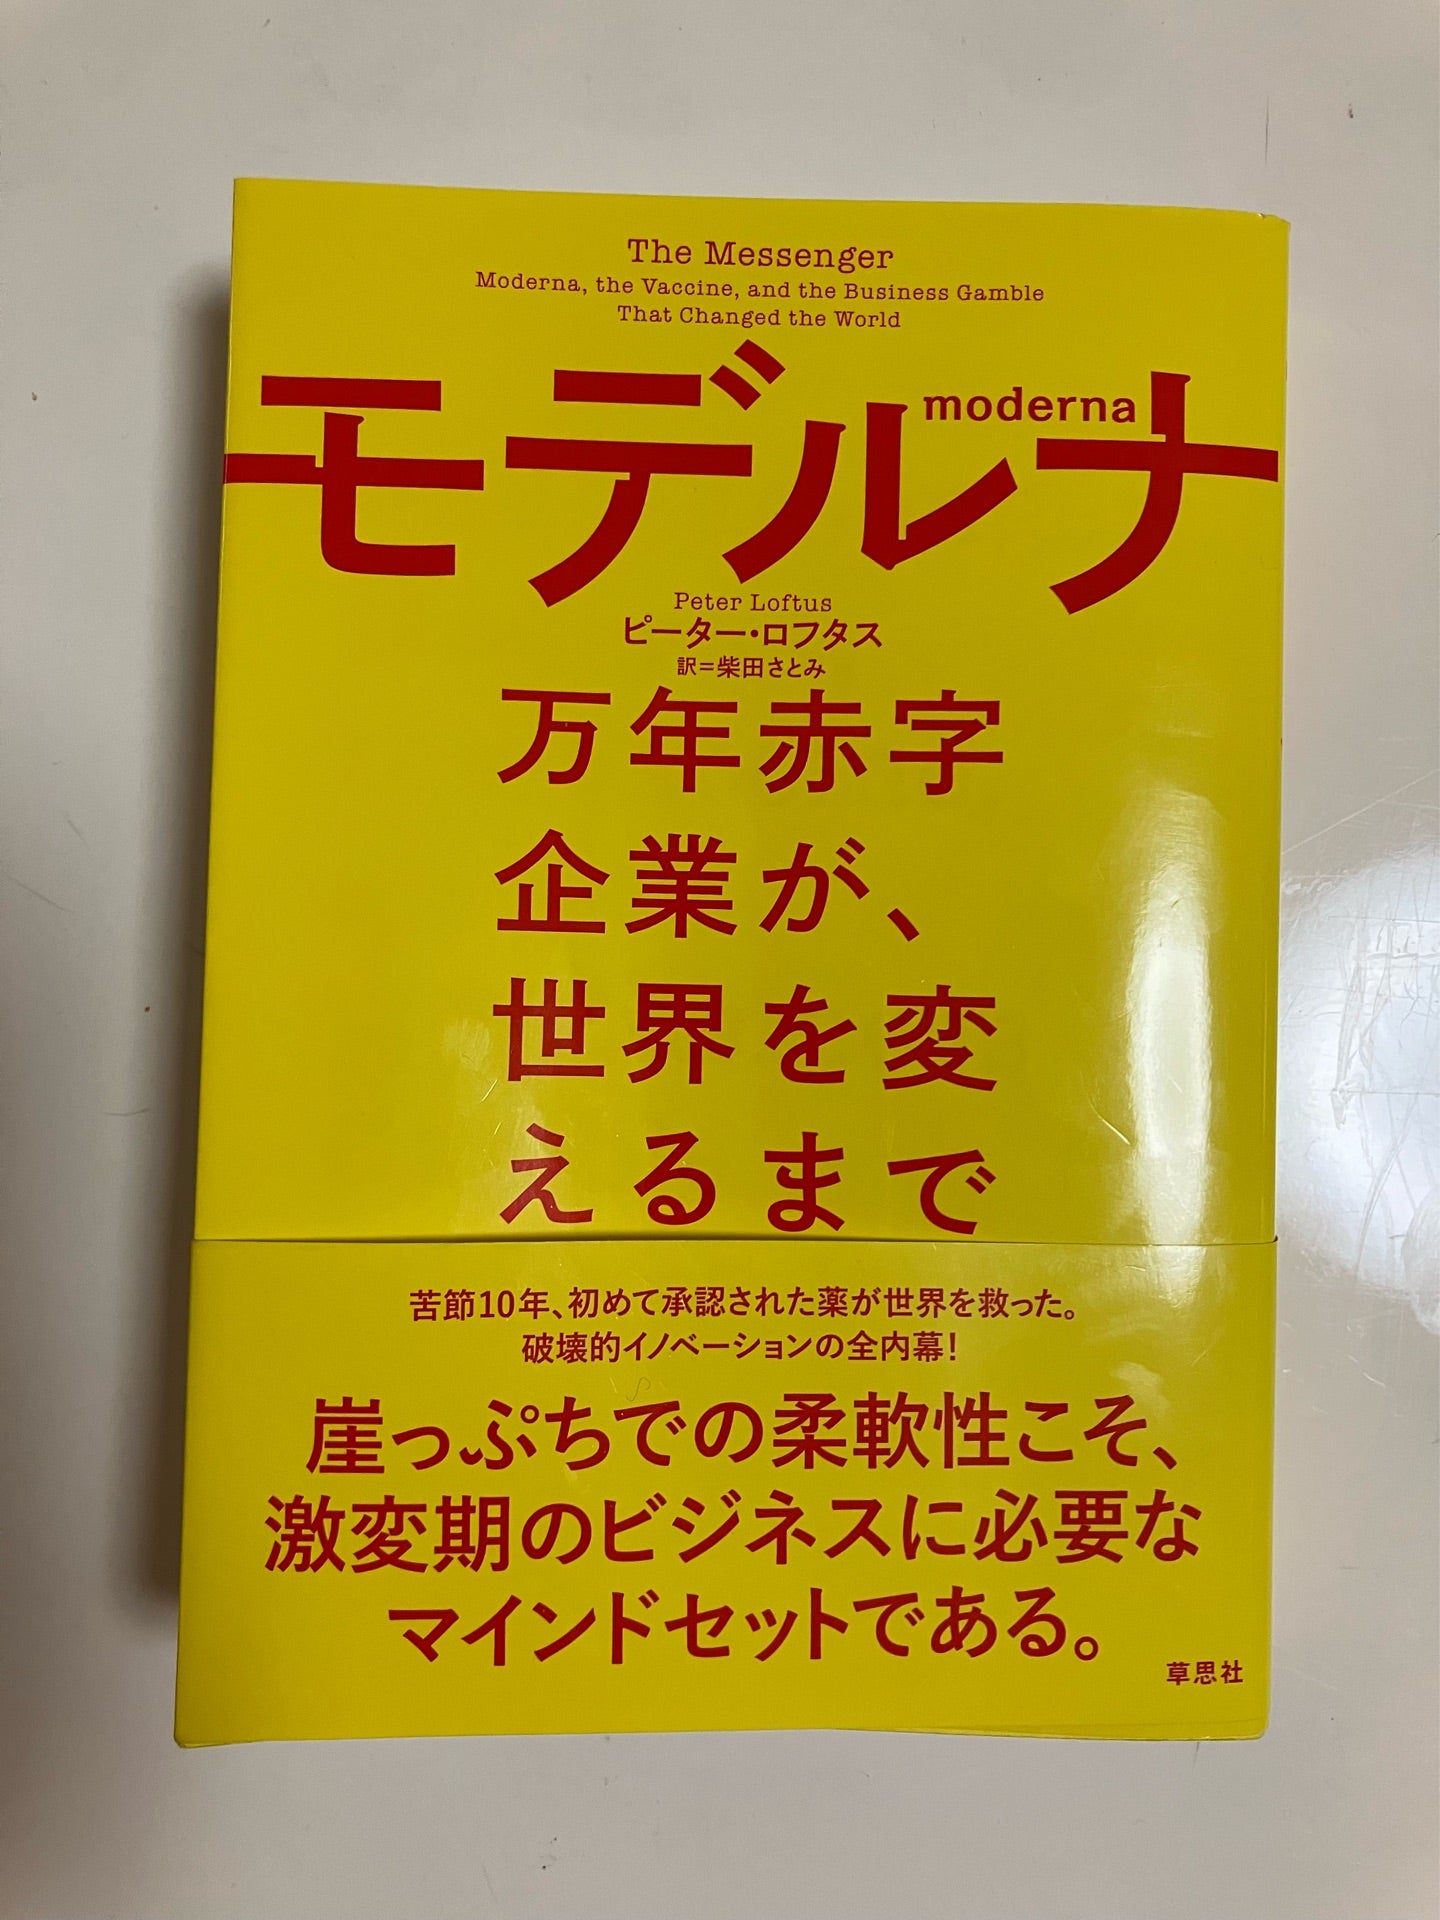 The Messenger
Moderna, the Vaccine, and the Business Gamble
That Changed the World
モデルナ
moderna
Peter Loftus
ピーター・ロフタス
訳=柴田さとみ
万年赤字
企業が、
世界を変
えるまで
苦節10年、初めて承認された薬が世界を救った。
破壊的イノベーションの全内幕!
崖っぷちでの柔軟性こそ、
激変期のビジネスに必要な
マインドセットである。
草思社